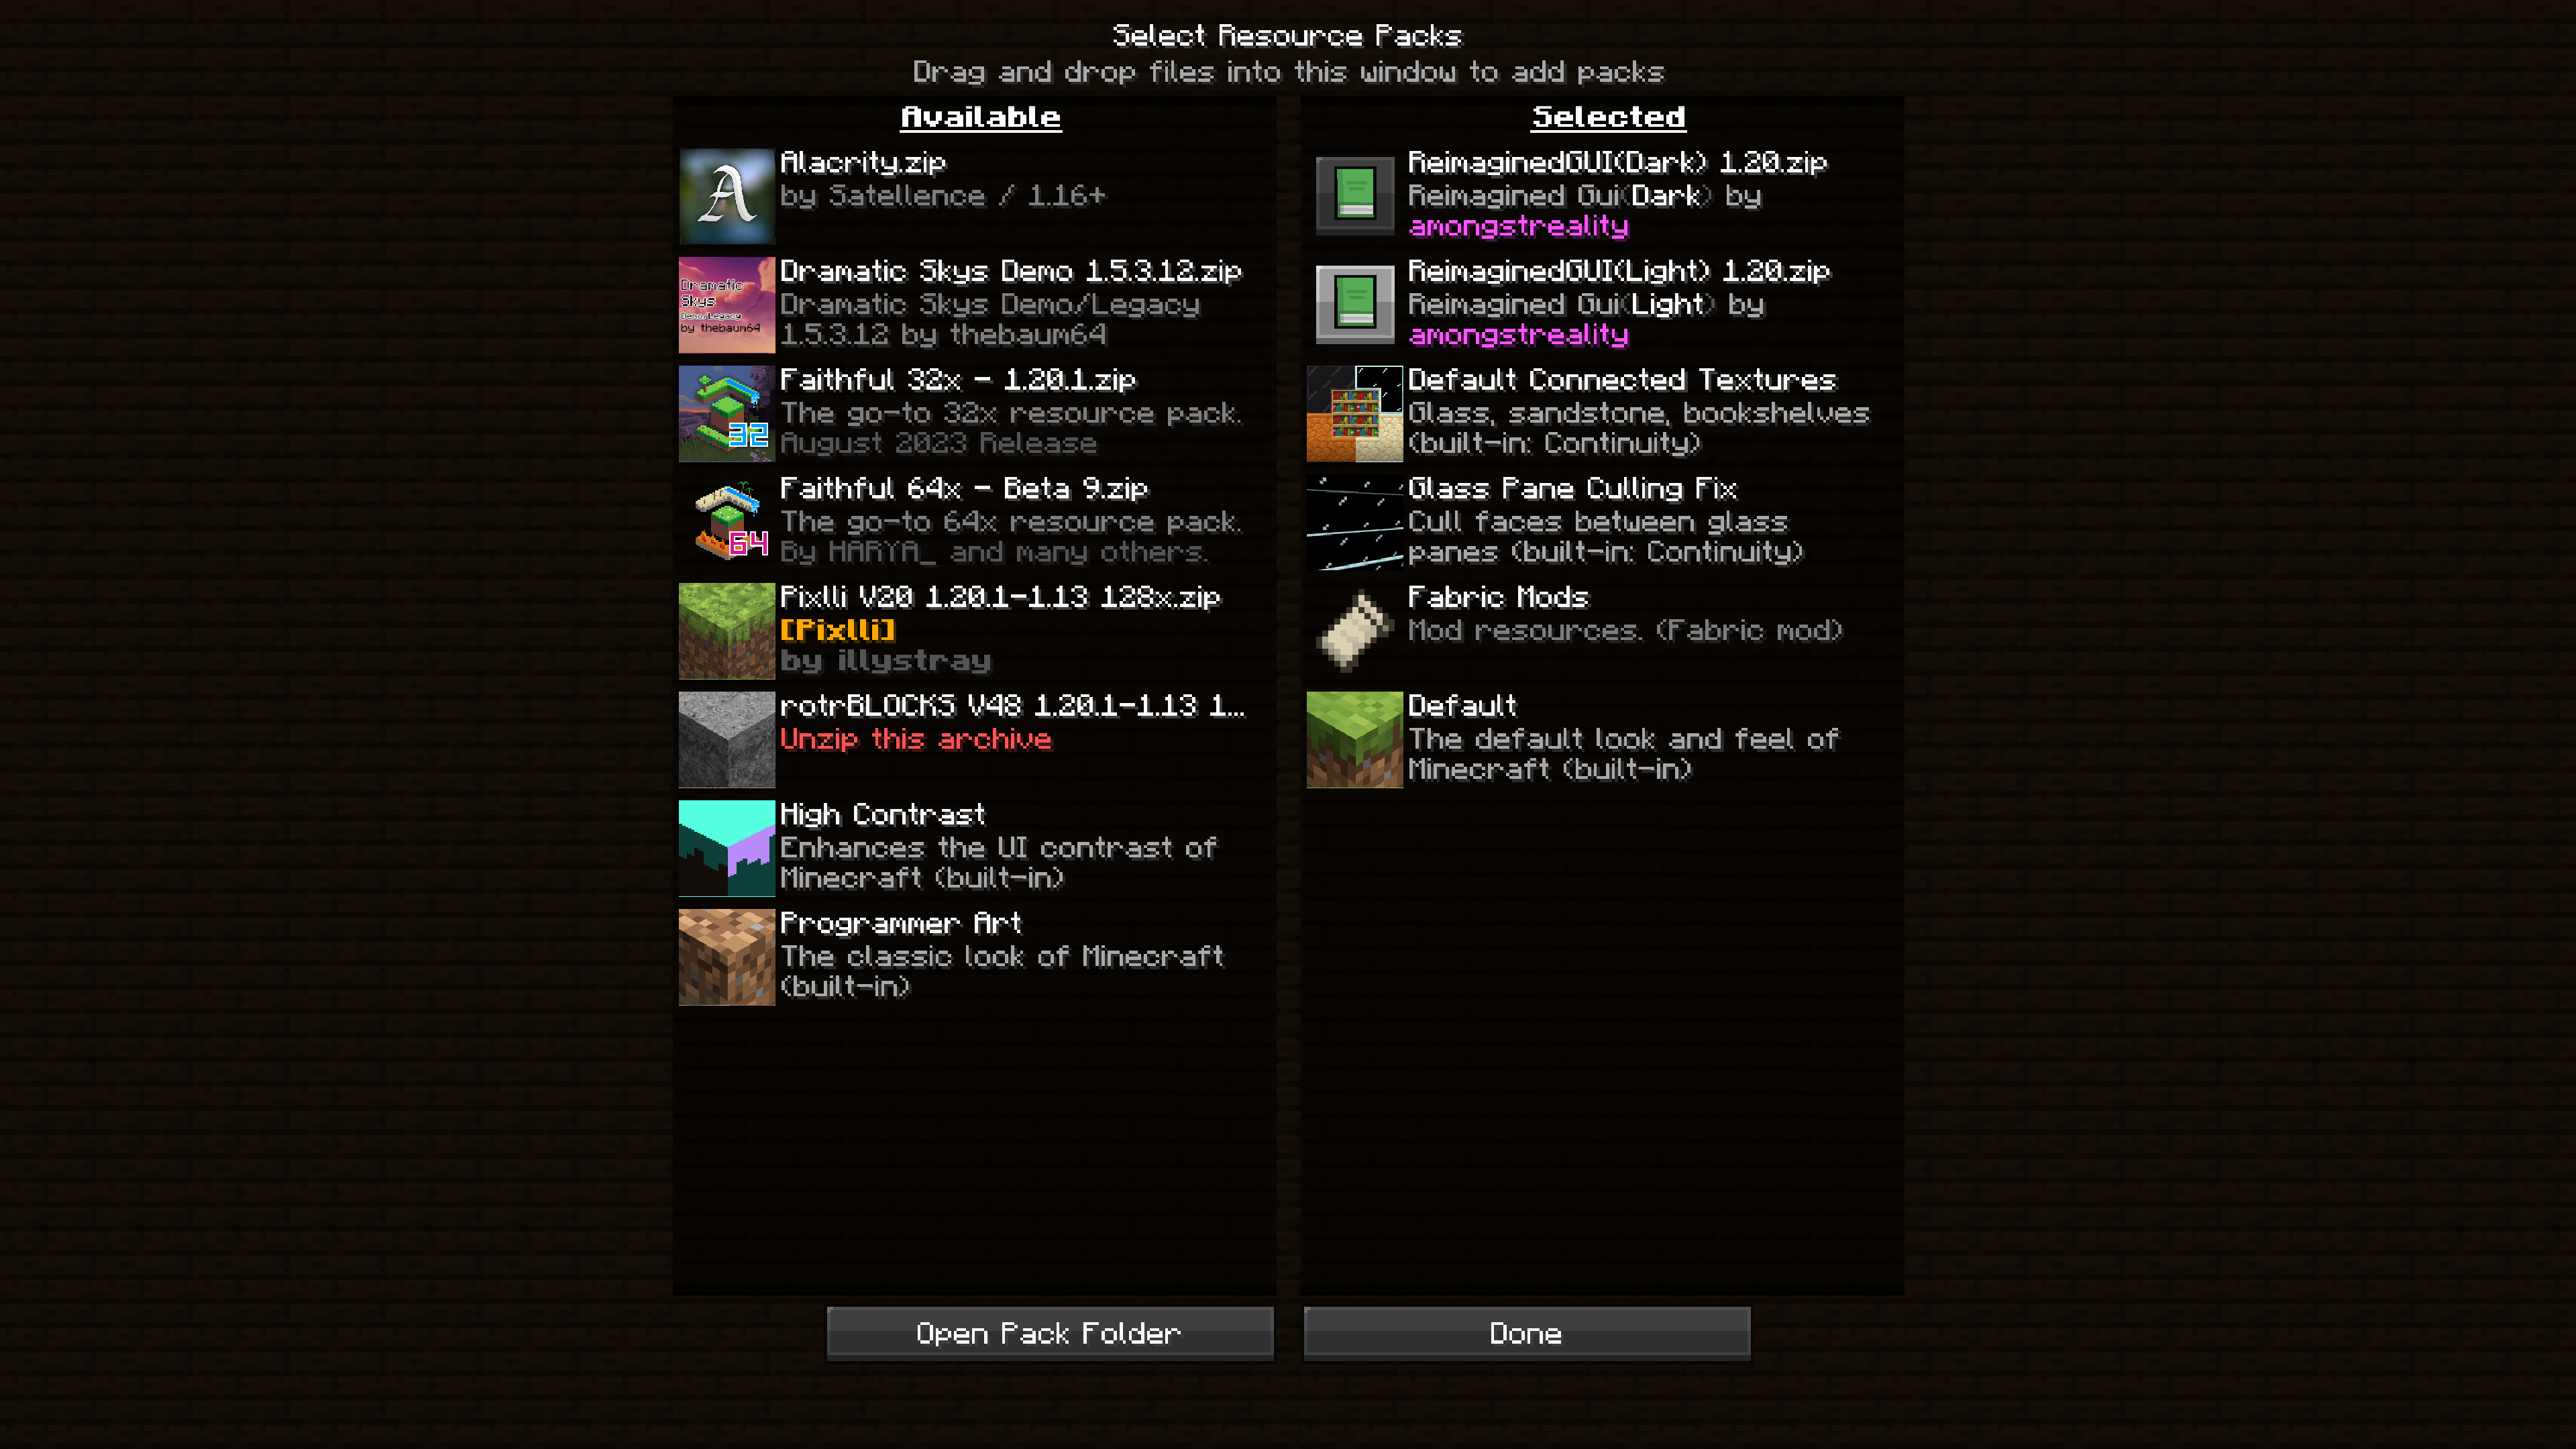 Select Resource Packs
Drag and drop files into this window to add packs
Available
Alacrity.zip
by Satellence / 1.16+
Dramatic Skys Demo 1.5.3.12.zip
Dramatic Skys Demo/Legacy
1.5.3.12 by thebaum64
Dramatic
Skys
Demo/Legacy
by thebaum64
Faithful 32x - 1.20.1.zip
The go-to 32x resource pack.
August 2023 Release
32
Faithful 64x - Beta 9.zip
The go-to 64x resource pack.
By HARYA_ and many others.
64
Pixlli V20 1.20.1-1.13 128x.zip
[Pixlli]
by illystray
rotrBLOCKS V48 1.20.1-1.13 1...
Unzip this archive
High Contrast
Enhances the UI contrast of
Minecraft (built-in)
Programmer Art
The classic look of Minecraft
(built-in)
Selected
ReimaginedGUI(Dark) 1.20.zip
Reimagined Gui(Dark) by
amongstreality
ReimaginedGUI(Light) 1.20.zip
Reimagined Gui(Light) by
amongstreality
Default Connected Textures
Glass, sandstone, bookshelves
(built-in: Continuity)
Glass Pane Culling Fix
Cull faces between glass
panes (built-in: Continuity)
Fabric Mods
Mod resources. (Fabric mod)
Default
The default look and feel of
Minecraft (built-in)
Open Pack Folder
Done
A